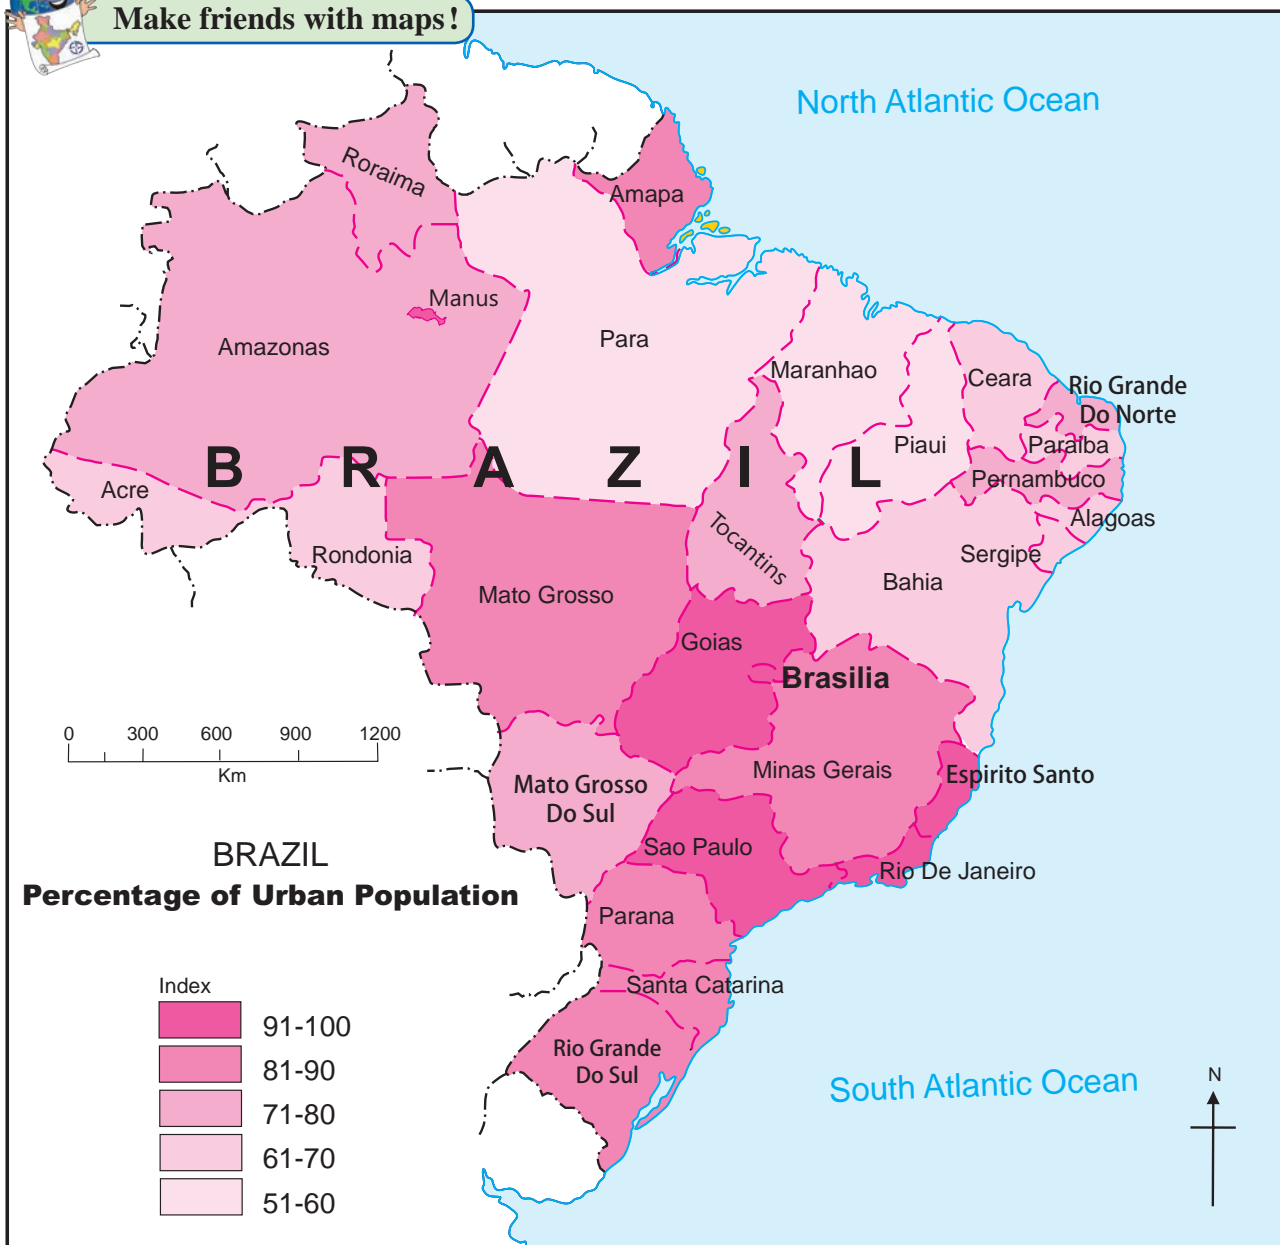 Make friends with maps!
North Atlantic Ocean
Roraima
Amapa
Manus
Amazonas
Para
Maranhao
Ceara
Rio Grande
Do Norte
Piaui
Paraiba
BRAZIL
Pernambuco
Acre
Alagoas
Tocantins
Sergipe
Rondonia
Bahia
Mato Grosso
Goias
Brasilia
0 300 600 900 1200
Km
Mato Grosso
Do Sul
Minas Gerais
Espirito Santo
Sao Paulo
Rio De Janeiro
BRAZIL
Percentage of Urban Population
Parana
Santa Catarina
Index
91-100
81-90
71-80
61-70
51-60
Rio Grande
Do Sul
South Atlantic Ocean
N